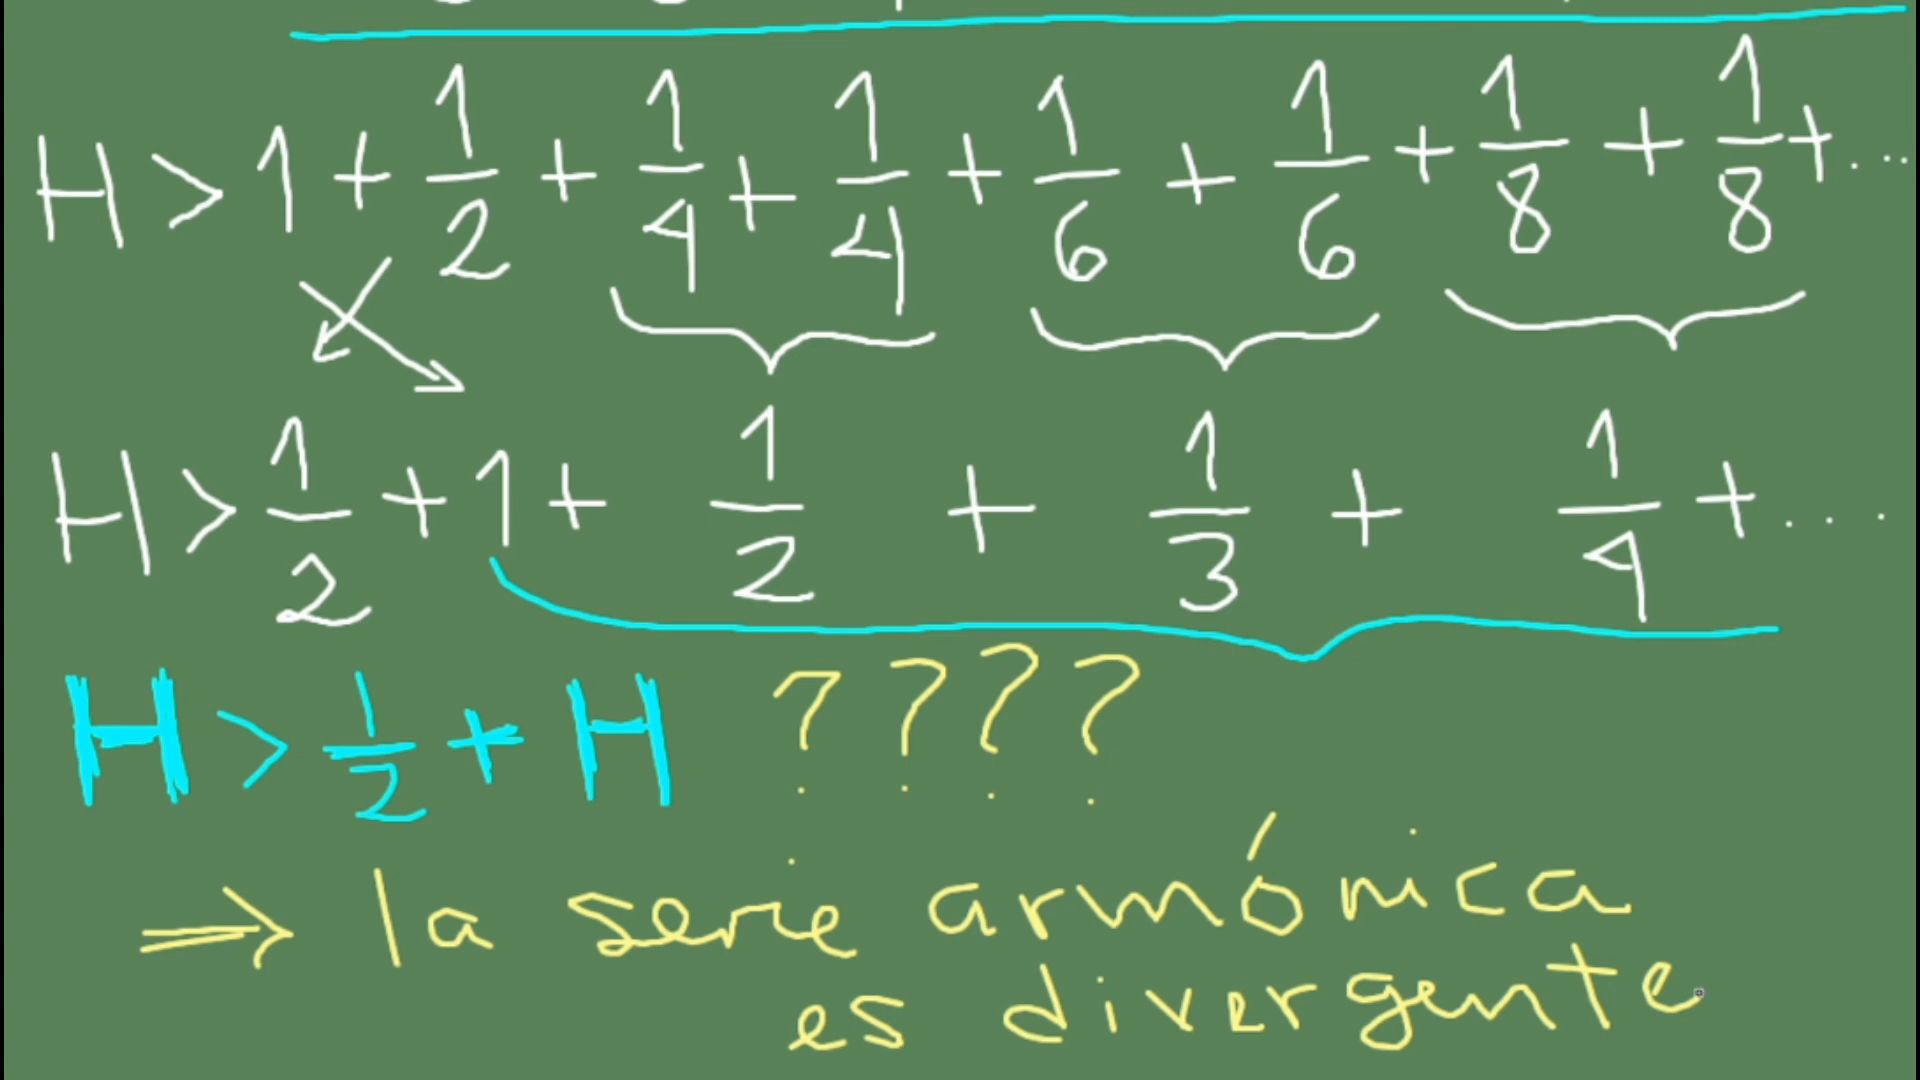 H > 1 + 1/2 + 1/4 + 1/4 + 1/6 + 1/6 + 1/8 + 1/8 + ...
H > 1/2 + 1 + 1/2 + 1/3 + 1/4 + ....
H > 1/2 + H ????
⇒ la serie armónica
es divergente